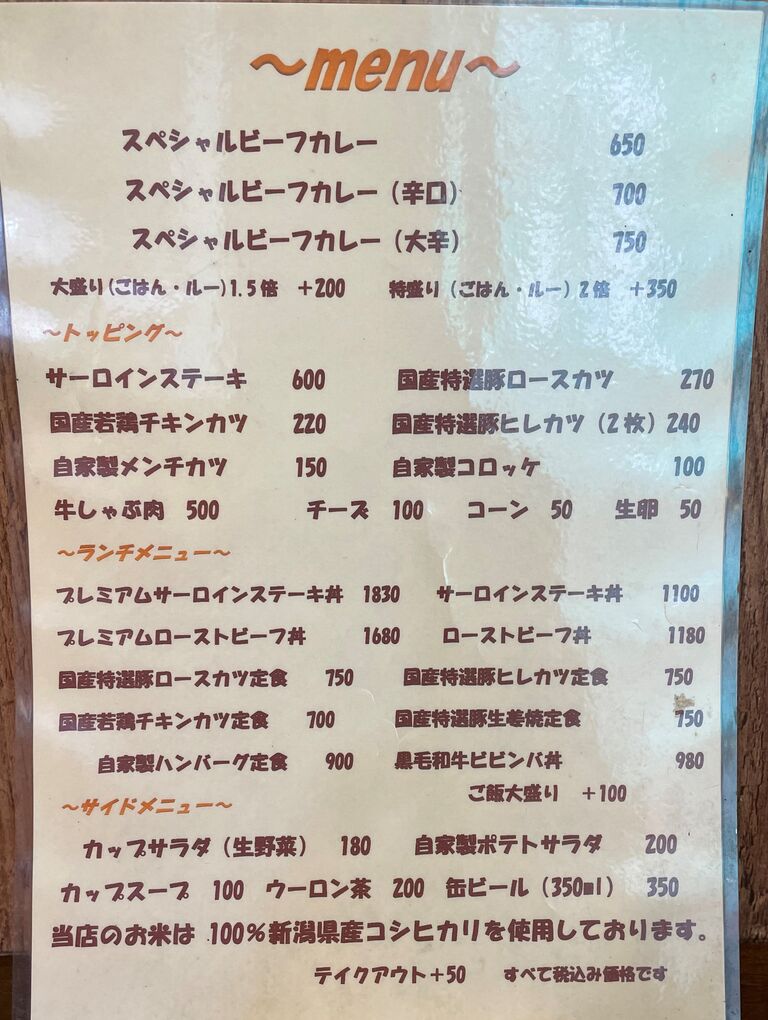 ～menu～
スペシャルビーフカレー 650
スペシャルビーフカレー（辛口） 700
スペシャルビーフカレー（大辛） 750
大盛り(ごはん・ルー)1.5倍 +200 特盛り（ごはん・ルー）2倍 +350
～トッピング～
サーロインステーキ 600 国産特選豚ロースカツ 270
国産若鶏チキンカツ 220 国産特選豚ヒレカツ（2枚）240
自家製メンチカツ 150 自家製コロッケ 100
牛しゃぶ肉 500 チーズ 100 コーン 50 生卵 50
～ランチメニュー～
プレミアムサーロインステーキ丼 1830 サーロインステーキ丼 1100
プレミアムローストビーフ丼 1680 ローストビーフ丼 1180
国産特選豚ロースカツ定食 750 国産特選豚ヒレカツ定食 750
国産若鶏チキンカツ定食 700 国産特選豚生姜焼定食 750
自家製ハンバーグ定食 900 黒毛和牛ビビンバ丼 980
ご飯大盛り +100
～サイドメニュー～
カップサラダ（生野菜） 180 自家製ポテトサラダ 200
カップスープ 100 ウーロン茶 200 缶ビール（350ml） 350
当店のお米は 100％新潟県産コシヒカリを使用しております。
テイクアウト+50 すべて税込み価格です